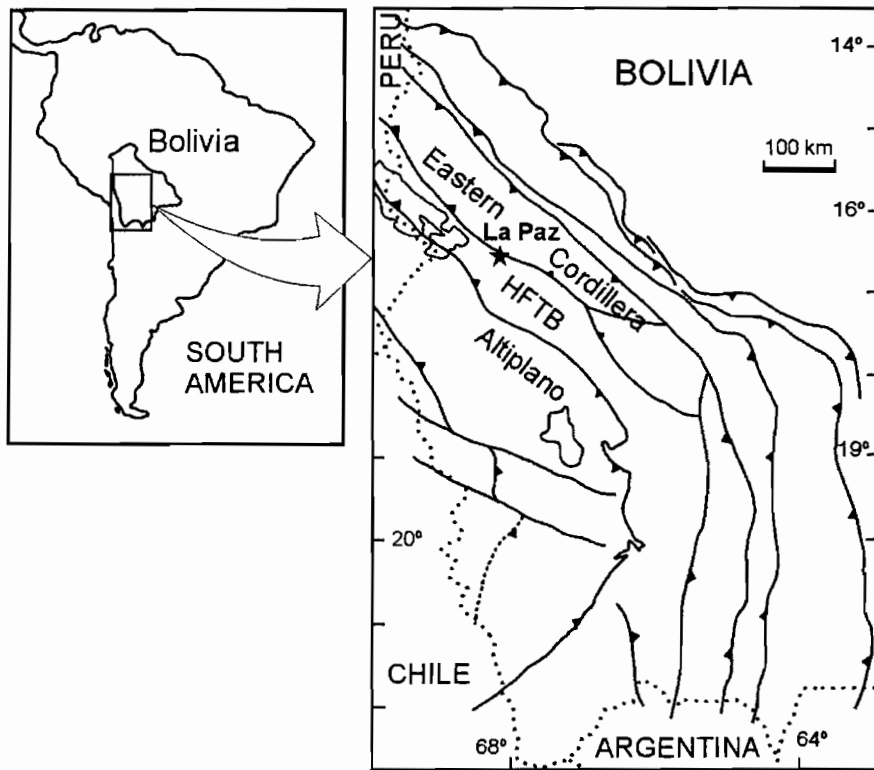 Bolivia
SOUTH
AMERICA
PERU
BOLIVIA
14º
100 km
Eastern
16º
La Paz
Cordillera
HFTB
Altiplano
19º
20º
CHILE
68º
ARGENTINA
64º